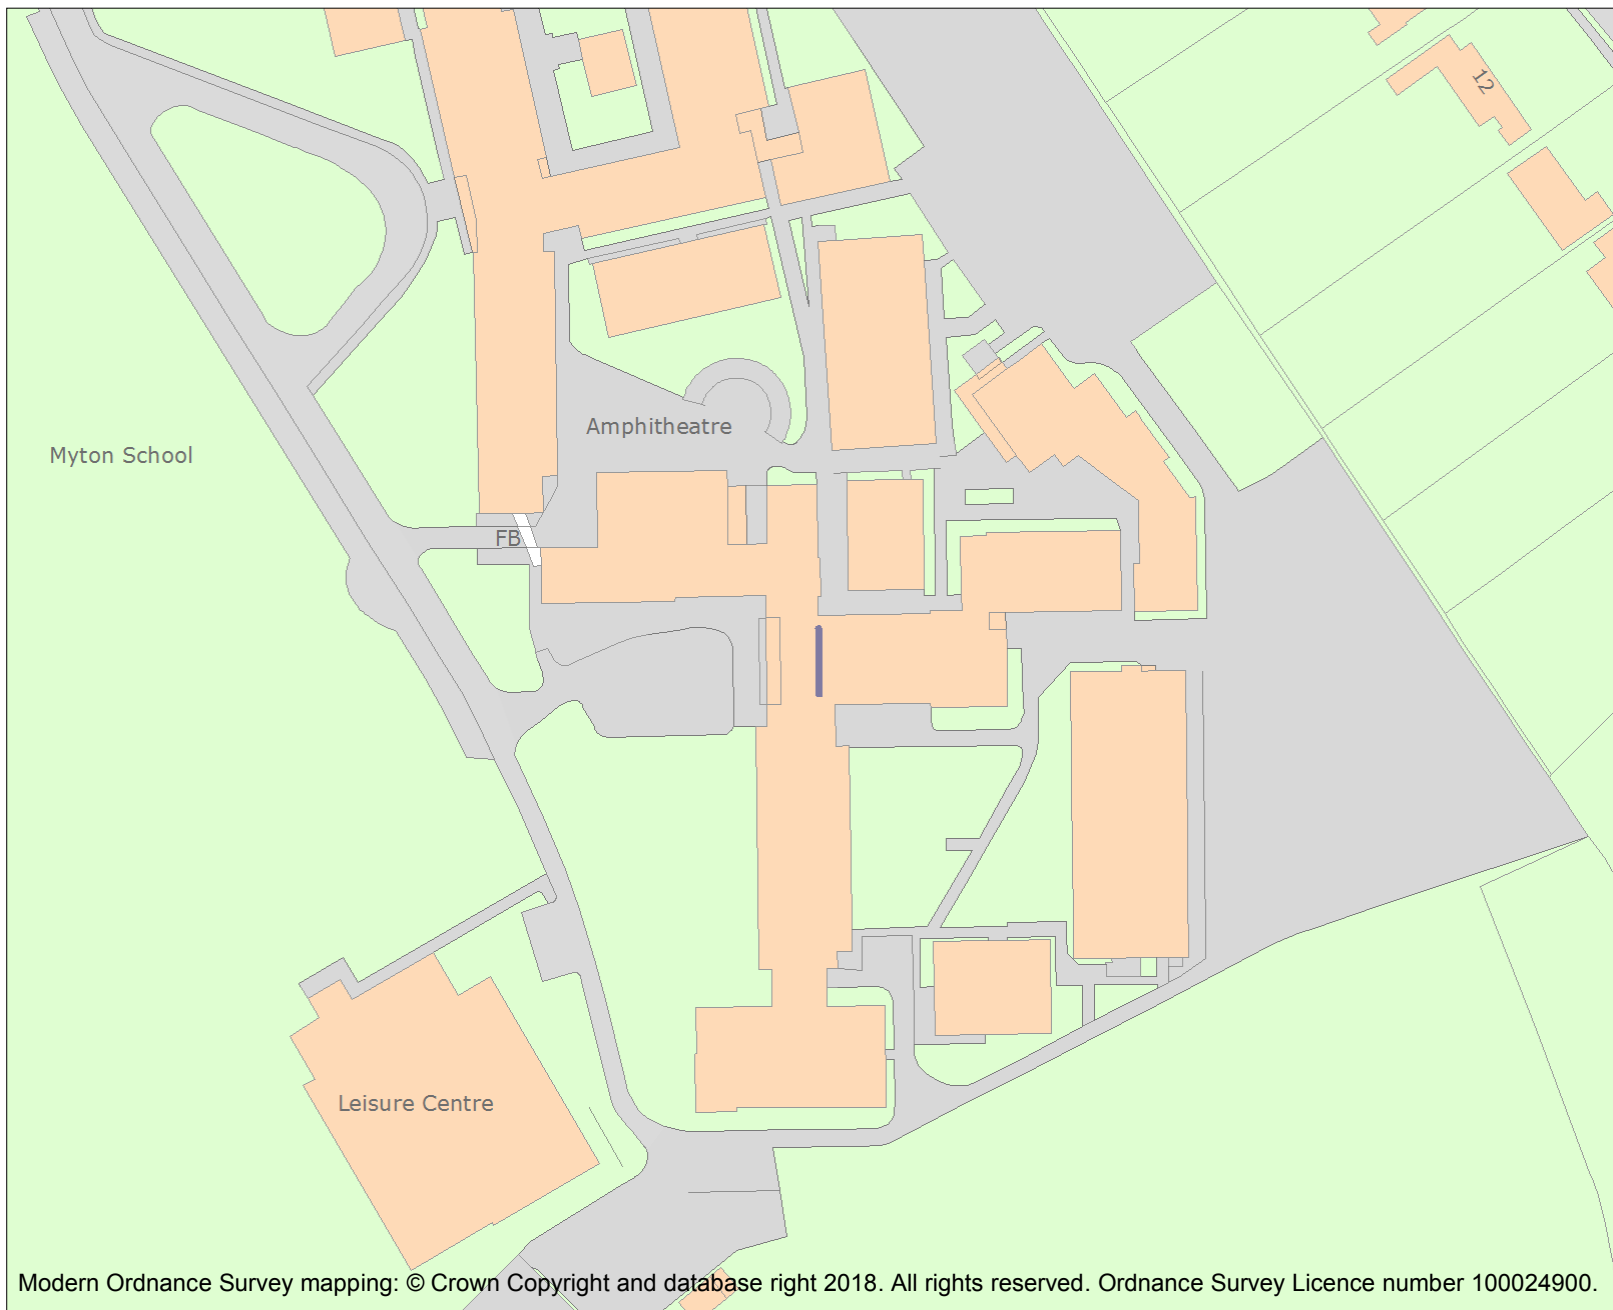 12
Amphitheatre
Myton School
FB
Leisure Centre
Modern Ordnance Survey mapping: © Crown Copyright and database right 2018. All rights reserved. Ordnance Survey Licence number 100024900.